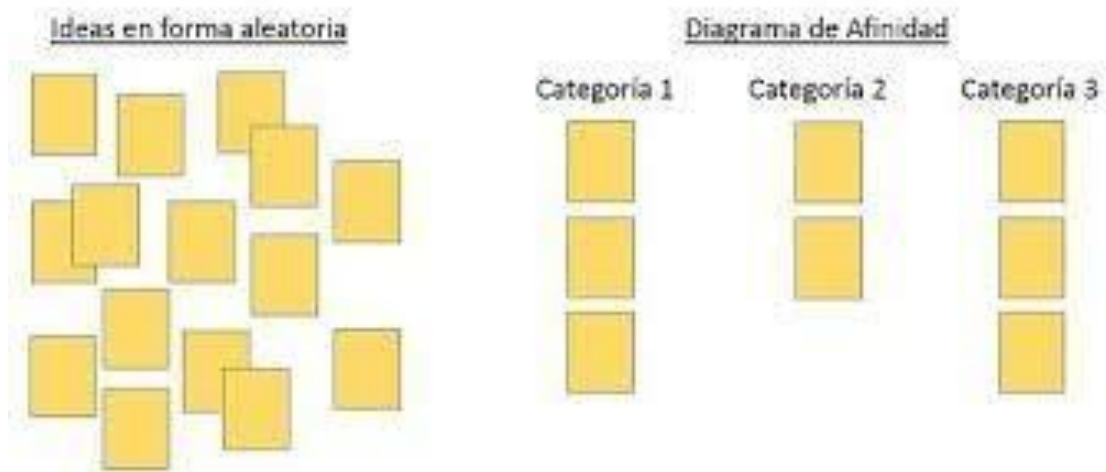 Ideas en forma aleatoria
Diagrama de Afinidad
Categoría 1
Categoría 2
Categoría 3